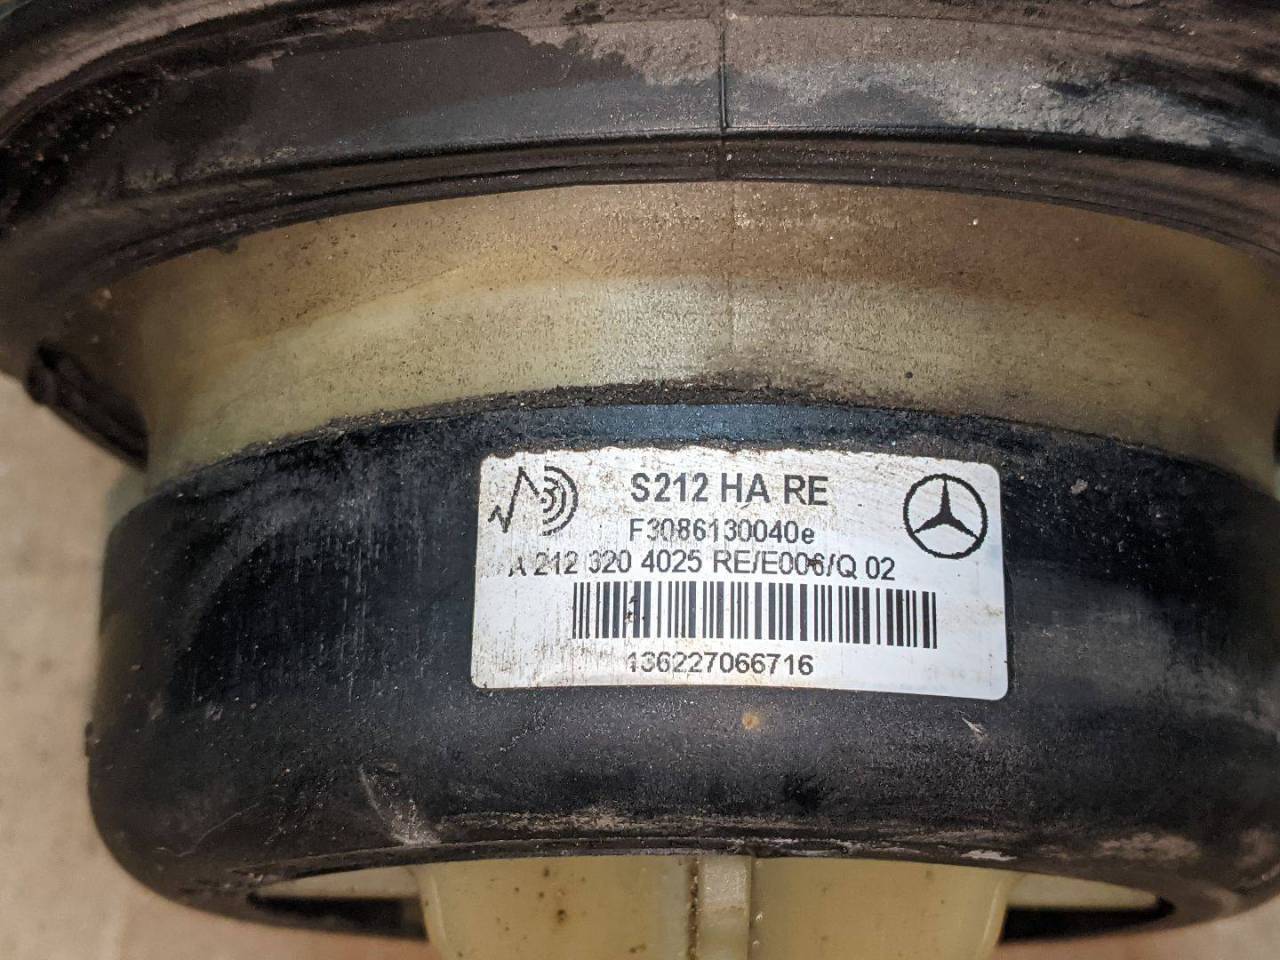 S212 HA RE
F3086130040e
A 212 320 4025 RE/E006/Q 02
136227066716